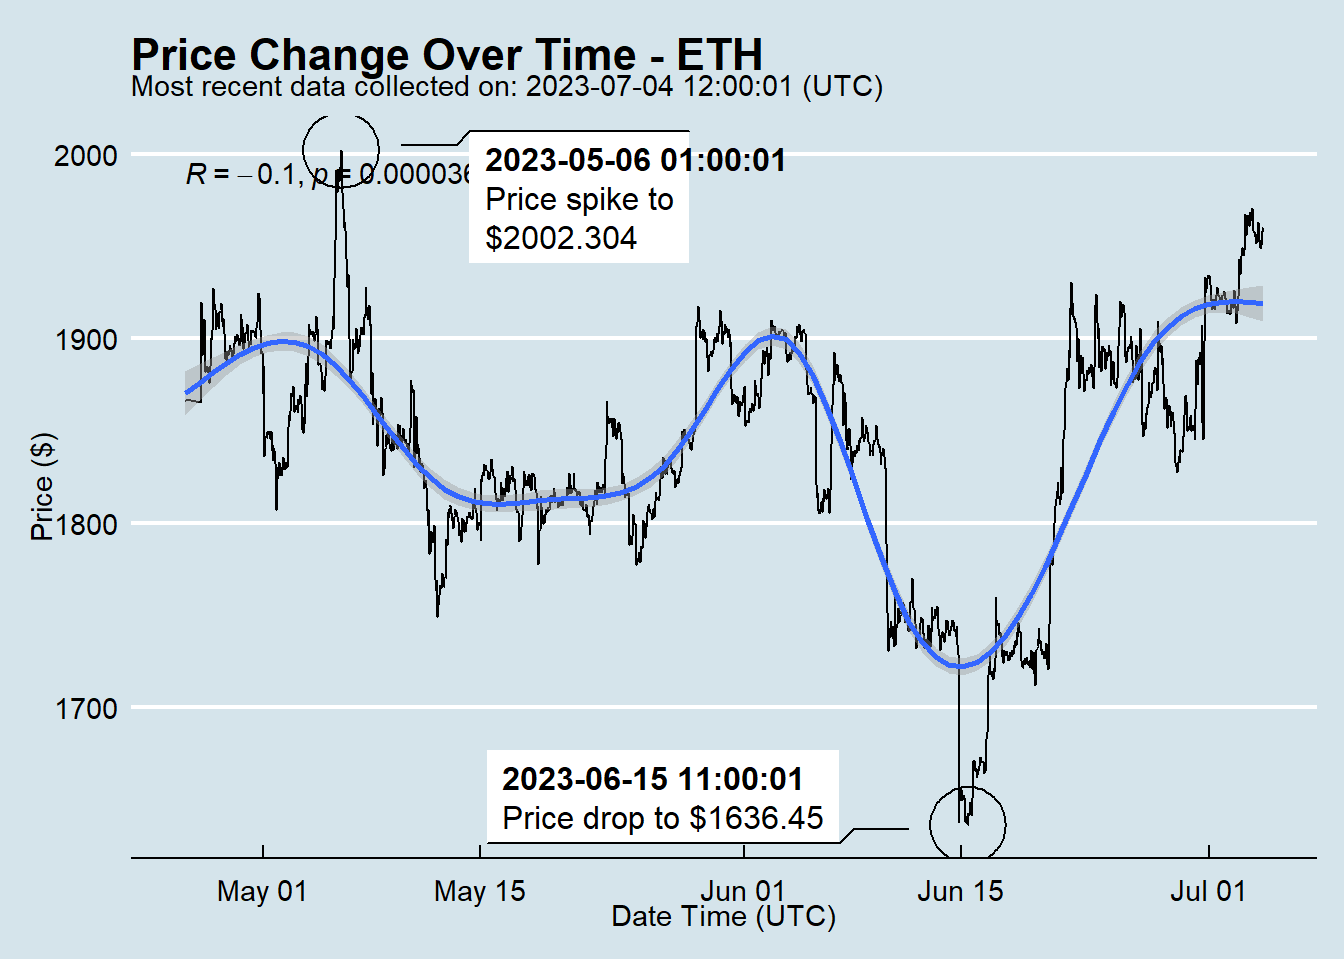 Price Change Over Time - ETH
Most recent data collected on: 2023-07-04 12:00:01 (UTC)
2000
1900
1800
1700
Price ($)
R = −0.1, p = 0.000036
2023-05-06 01:00:01
Price spike to
$2002.304
2023-06-15 11:00:01
Price drop to $1636.45
May 01
May 15
Jun 01
Jun 15
Jul 01
Date Time (UTC)